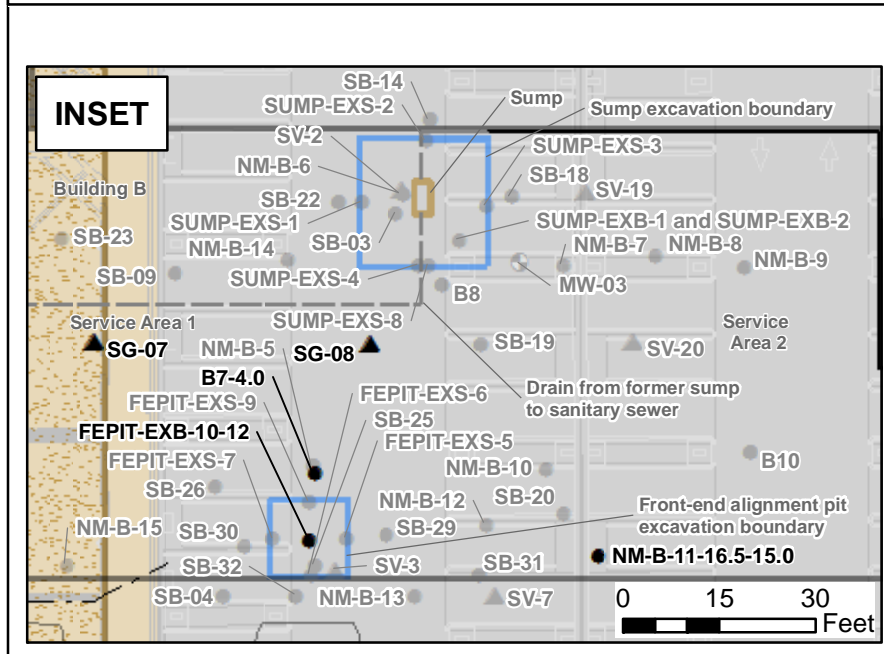 INSET
SB-14
SUMP-EXS-2
Sump
Sump excavation boundary
SV-2
SUMP-EXS-3
NM-B-6
Building B
SB-22
SB-18
SV-19
SUMP-EXS-1
SUMP-EXB-1 and SUMP-EXB-2
SB-03
SB-23
NM-B-14
NM-B-7
NM-B-8
SB-09
SUMP-EXS-4
NM-B-9
B8
MW-03
SUMP-EXS-8
Service Area 1
Service
Area 2
SG-07
NM-B-5
SG-08
SB-19
SV-20
B7-4.0
FEPIT-EXS-6
Drain from former sump
to sanitary sewer
FEPIT-EXS-9
SB-25
FEPIT-EXB-10-12
FEPIT-EXS-5
FEPIT-EXS-7
NM-B-10
B10
SB-26
NM-B-12
SB-20
Front-end alignment pit
excavation boundary
NM-B-15
SB-30
SB-29
SB-32
SV-3
SB-31
NM-B-11-16.5-15.0
SB-04
NM-B-13
SV-7
0 15 30
Feet